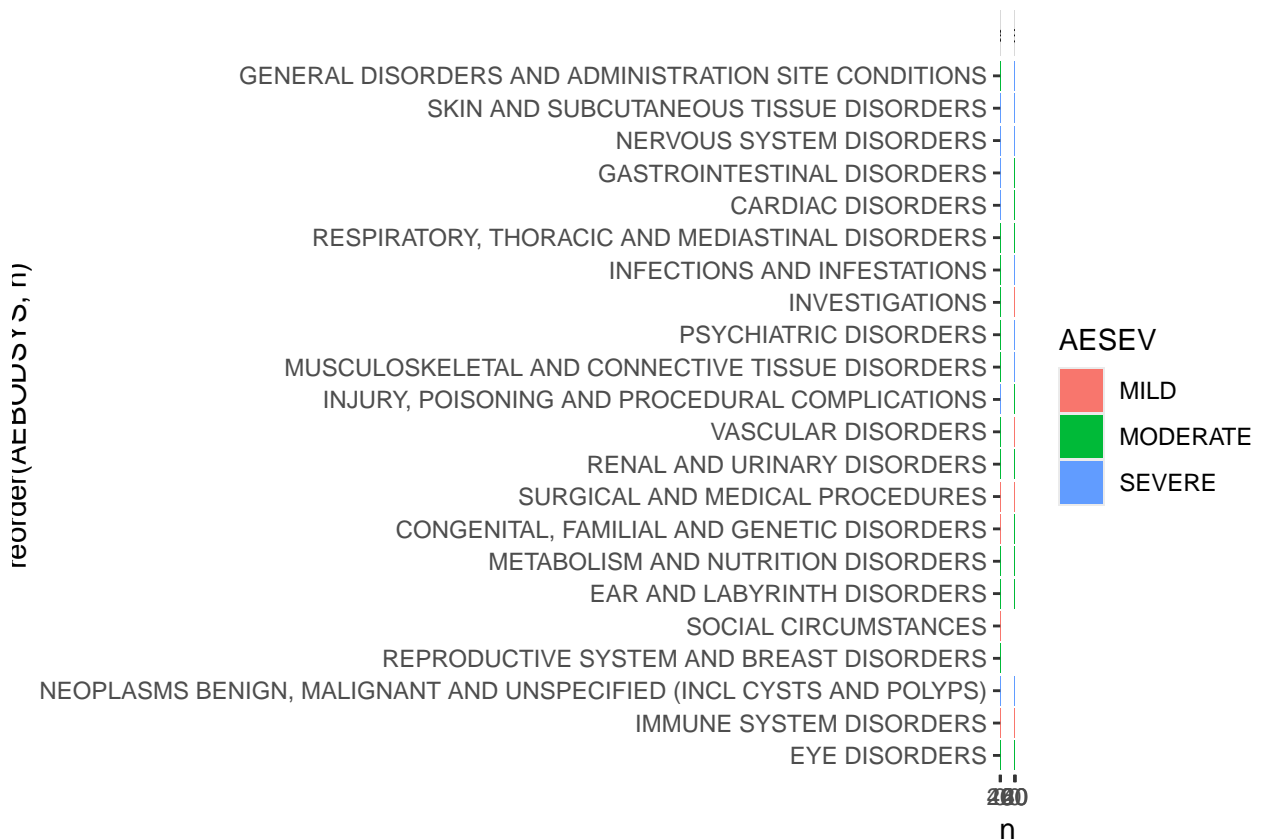 GENERAL DISORDERS AND ADMINISTRATION SITE CONDITIONS
SKIN AND SUBCUTANEOUS TISSUE DISORDERS
NERVOUS SYSTEM DISORDERS
GASTROINTESTINAL DISORDERS
CARDIAC DISORDERS
RESPIRATORY, THORACIC AND MEDIASTINAL DISORDERS
INFECTIONS AND INFESTATIONS
INVESTIGATIONS
PSYCHIATRIC DISORDERS
MUSCULOSKELETAL AND CONNECTIVE TISSUE DISORDERS
INJURY, POISONING AND PROCEDURAL COMPLICATIONS
VASCULAR DISORDERS
RENAL AND URINARY DISORDERS
SURGICAL AND MEDICAL PROCEDURES
CONGENITAL, FAMILIAL AND GENETIC DISORDERS
METABOLISM AND NUTRITION DISORDERS
EAR AND LABYRINTH DISORDERS
SOCIAL CIRCUMSTANCES
REPRODUCTIVE SYSTEM AND BREAST DISORDERS
NEOPLASMS BENIGN, MALIGNANT AND UNSPECIFIED (INCL CYSTS AND POLYPS)
IMMUNE SYSTEM DISORDERS
EYE DISORDERS
reorder(AEBODSYS, n)
n
AESEV
MILD
MODERATE
SEVERE